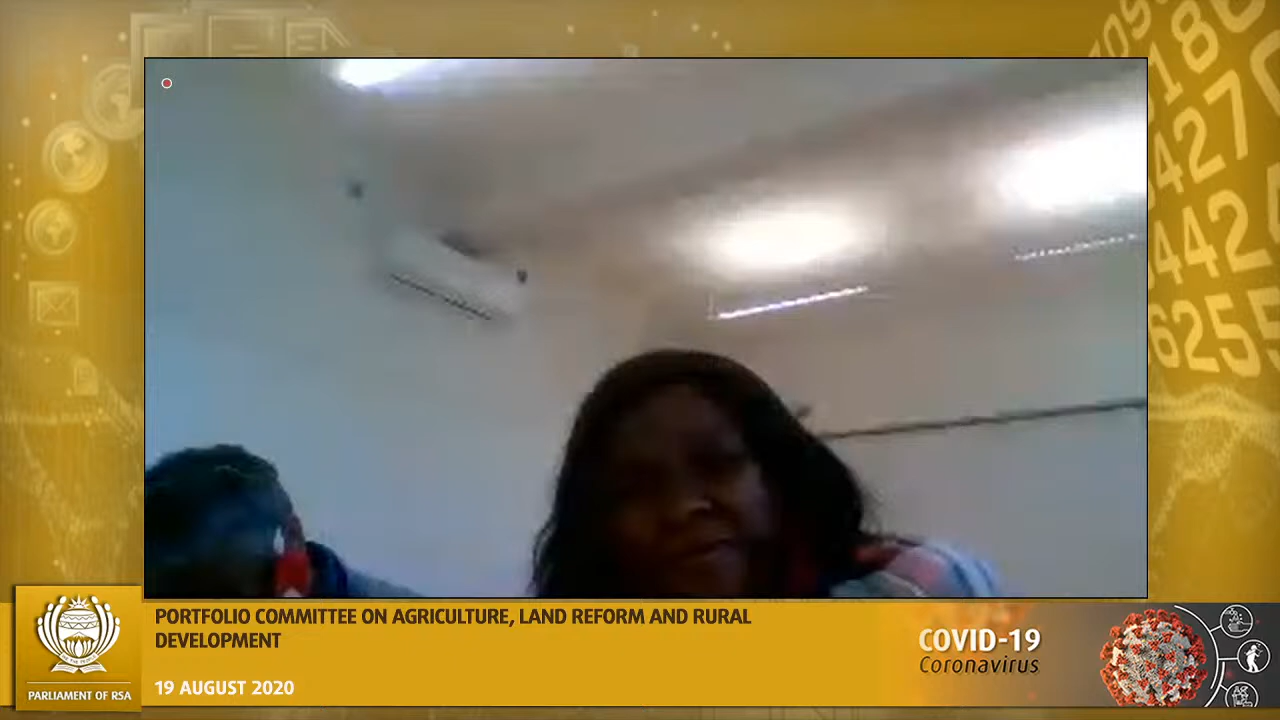 PORTFOLIO COMMITTEE ON AGRICULTURE, LAND REFORM AND RURAL
DEVELOPMENT
19 AUGUST 2020
PARLIAMENT OF RSA
COVID-19
Coronavirus